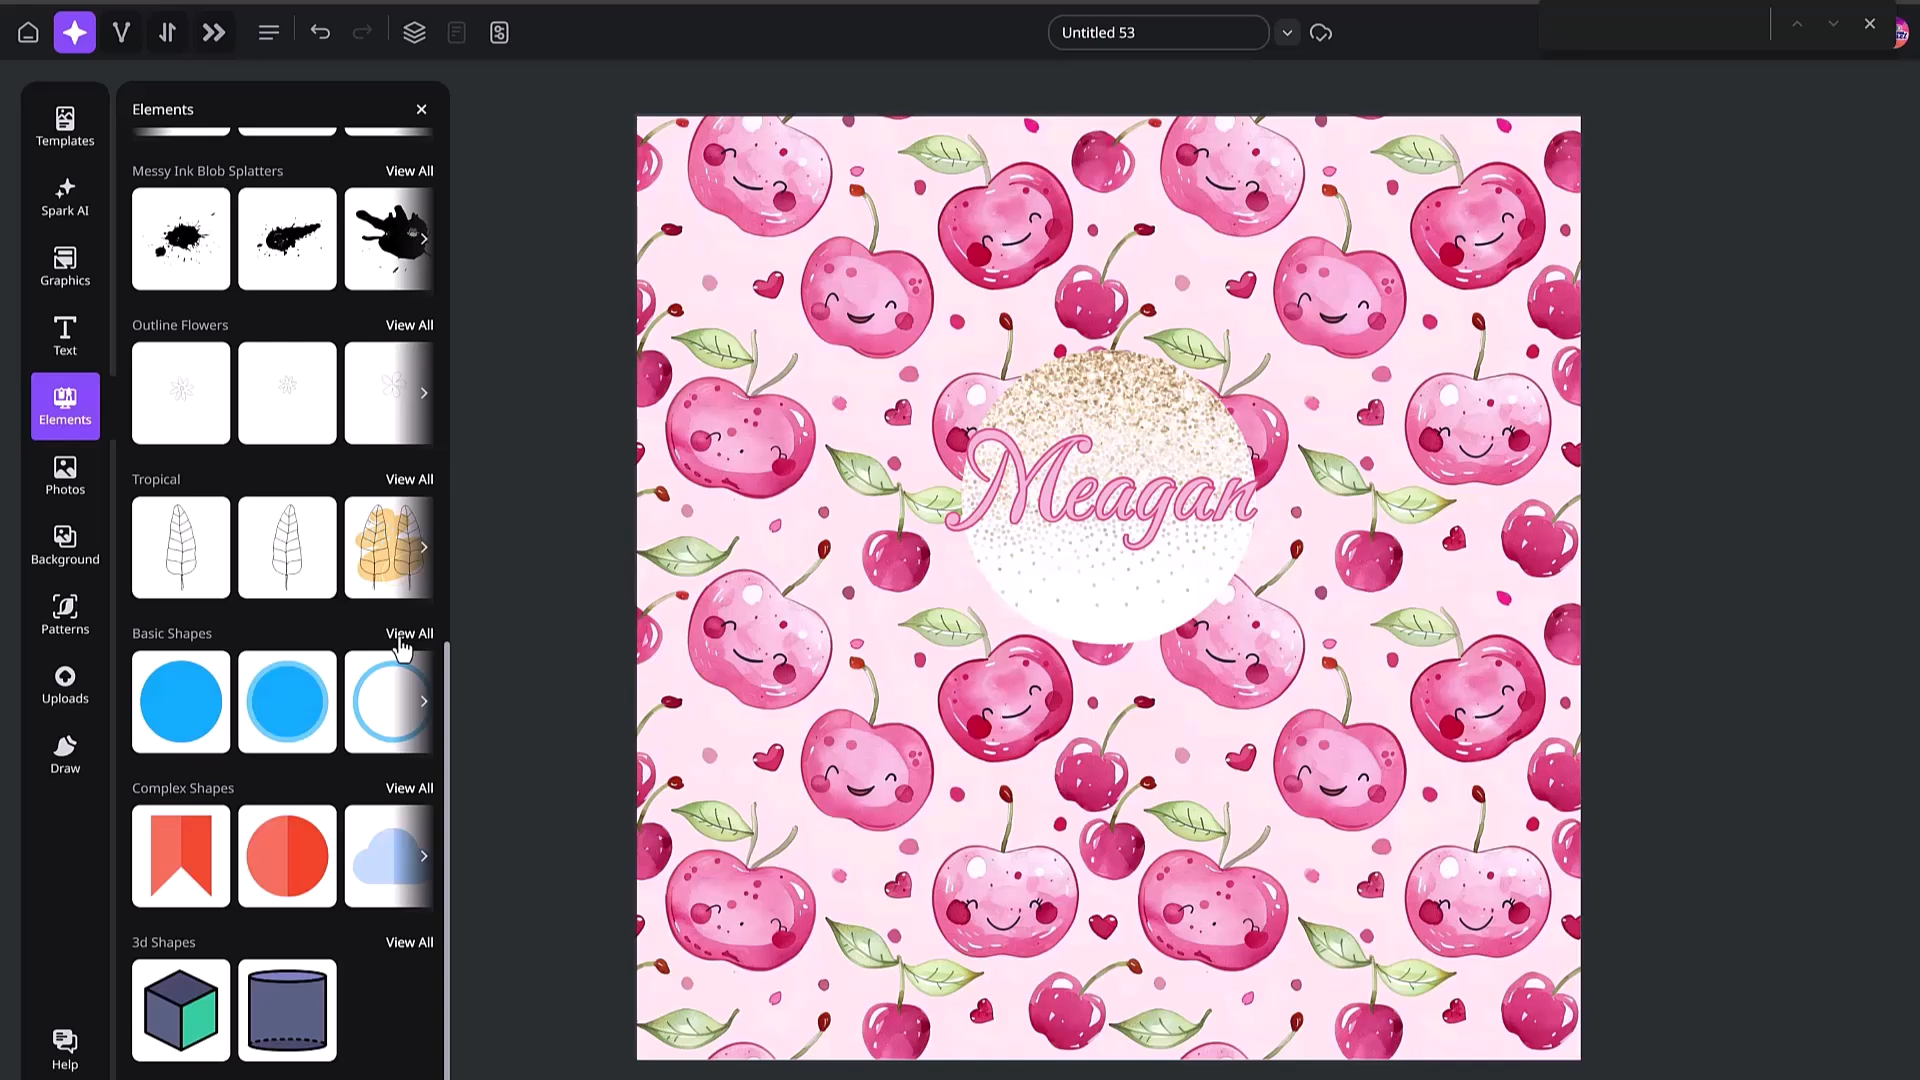 Untitled 53
Templates
Spark AI
Graphics
Text
Elements
Photos
Background
Patterns
Uploads
Draw
Help
Elements
Messy Ink Blob Splatters View All
Outline Flowers View All
Tropical View All
Basic Shapes View All
Complex Shapes View All
3d Shapes View All
Meagan